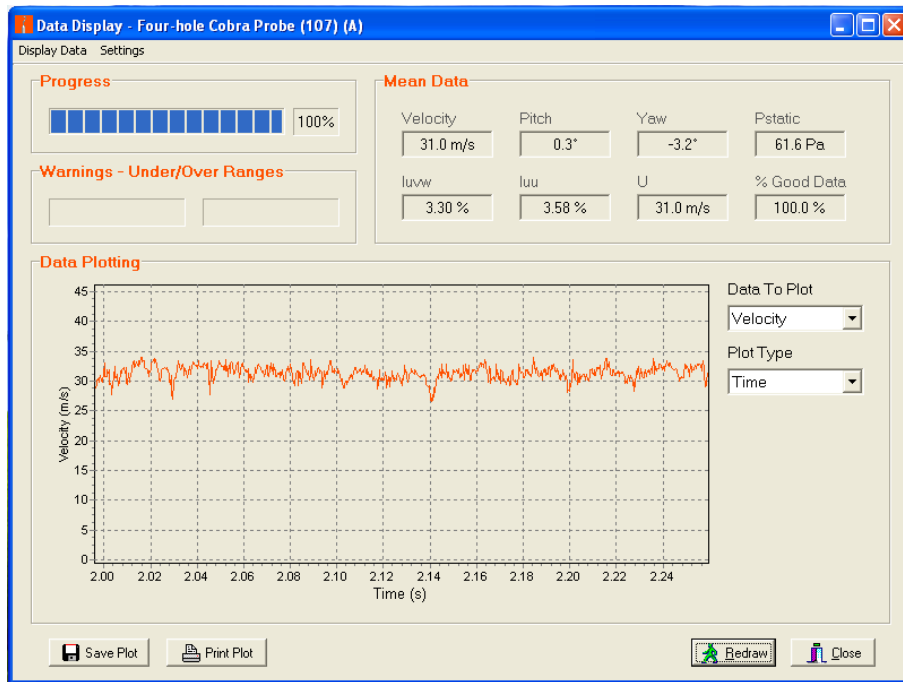 Data Display - Four-hole Cobra Probe (107) (A)
Display Data Settings
Progress
100%
Warnings - Under/Over Ranges
Mean Data
Velocity Pitch Yaw Pstatic
31.0 m/s 0.3° -3.2° 61.6 Pa
Iuvw Iuu U % Good Data
3.30 % 3.58 % 31.0 m/s 100.0 %
Data Plotting
45
40
35
30
25
20
15
10
5
0
Velocity (m/s)
2.00 2.02 2.04 2.06 2.08 2.10 2.12 2.14 2.16 2.18 2.20 2.22 2.24
Time (s)
Data To Plot
Velocity
Plot Type
Time
Save Plot Print Plot Redraw Close